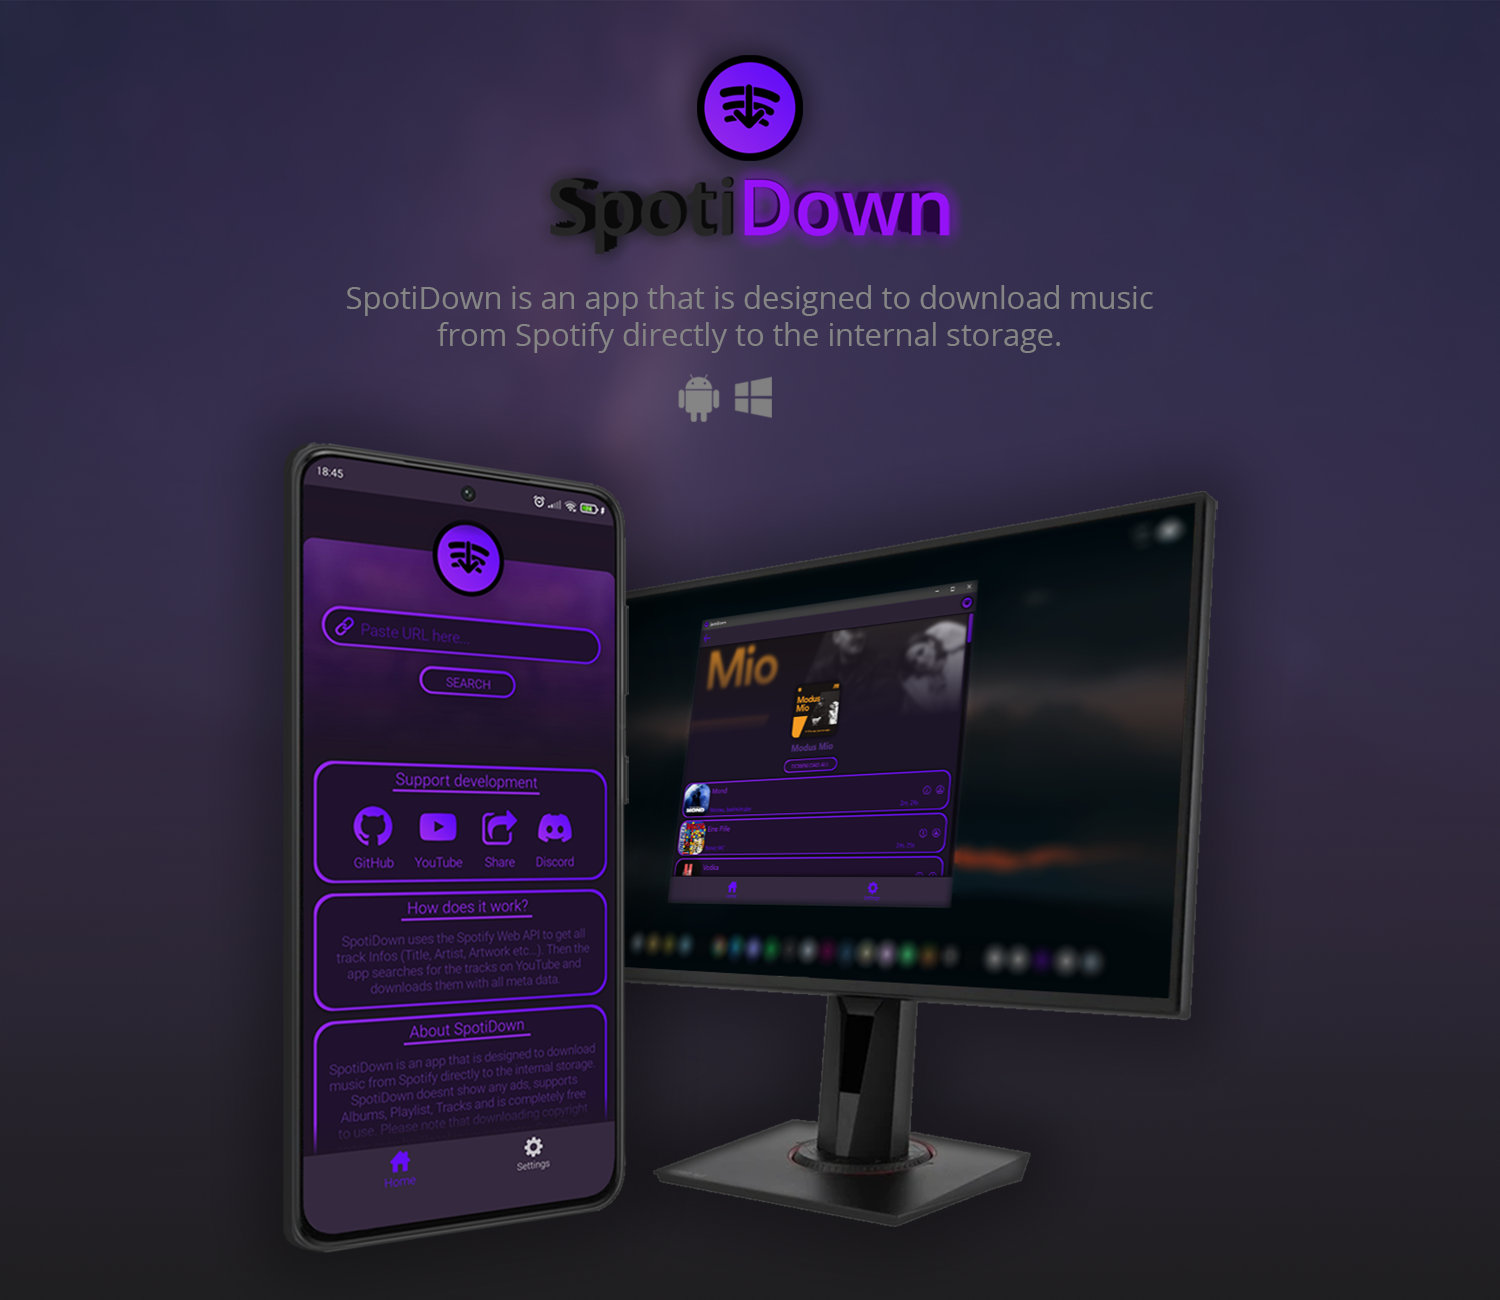 SpotiDown
SpotiDown is an app that is designed to download music
from Spotify directly to the internal storage.
18:45
Paste URL here...
SEARCH
Support development
GitHub YouTube Share Discord
How does it work?
SpotiDown uses the Spotify Web API to get all
track Infos (Title, Artist, Artwork etc...). Then the
app searches for the tracks on YouTube and
downloads them with all meta data.
About SpotiDown
SpotiDown is an app that is designed to download
music from Spotify directly to the internal storage.
SpotiDown doesnt show any ads, supports
Albums, Playlist, Tracks and is completely free
to use. Please note that downloading copyright
Home
Settings
Mio
Modus
Mio
Modus Mio
DOWNLOAD ALL
Mond
MOND
Vodka